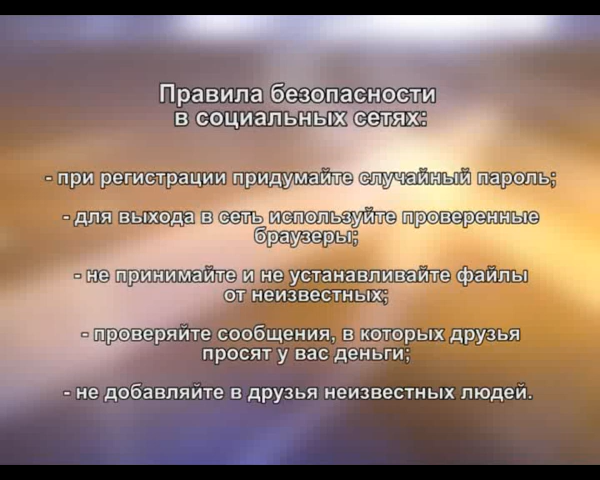 Правила безопасности
в социальных сетях:
- при регистрации придумайте случайный пароль;
- для выхода в сеть используйте проверенные
браузеры;
- не принимайте и не устанавливайте файлы
от неизвестных;
- проверяйте сообщения, в которых друзья
просят у вас деньги;
- не добавляйте в друзья неизвестных людей.